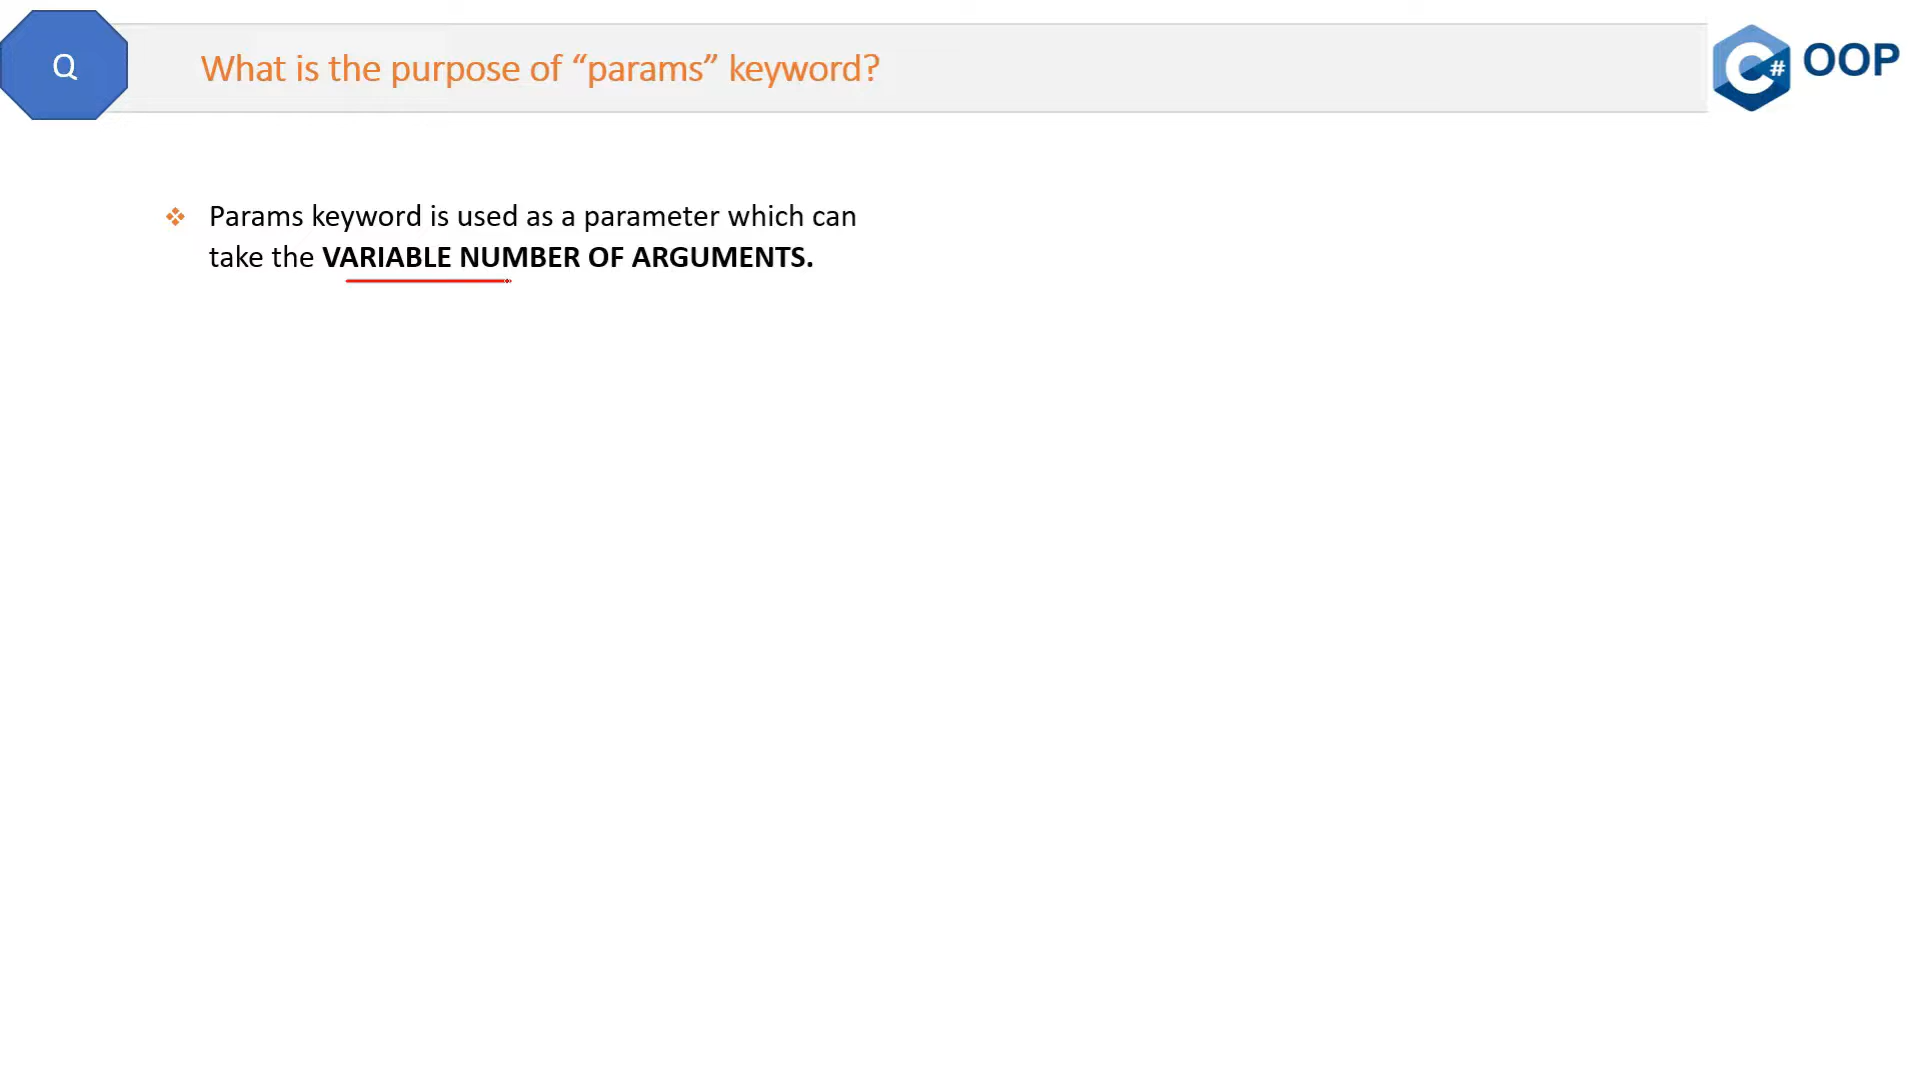 Q
What is the purpose of “params” keyword?
C# OOP
Params keyword is used as a parameter which can
take the VARIABLE NUMBER OF ARGUMENTS.